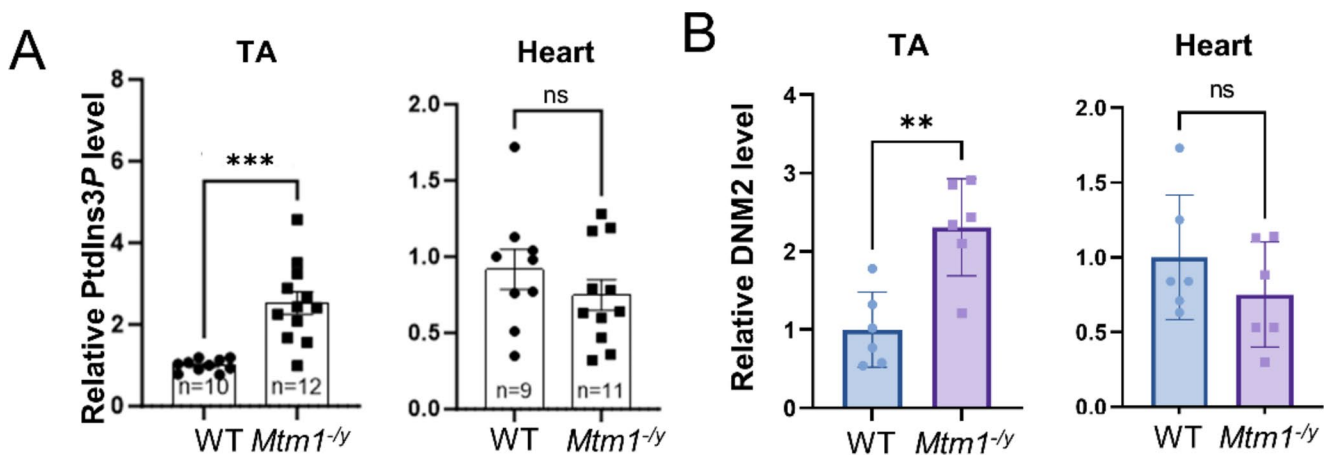 A
TA
Relative PtdIns3P level
8
6
4
2
0
***
n=10
n=12
WT
Mtm1-/y
Heart
2.0
1.5
1.0
0.5
0.0
ns
n=9
n=11
WT
Mtm1-/y
B
TA
Relative DNM2 level
4
3
2
1
0
**
WT
Mtm1-/y
Heart
2.0
1.5
1.0
0.5
0.0
ns
WT
Mtm1-/y